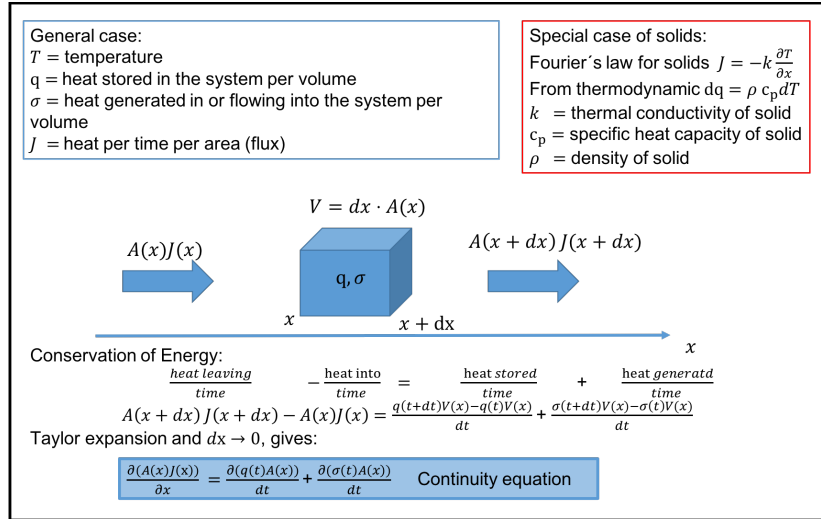 General case:
T = temperature
q = heat stored in the system per volume
σ = heat generated in or flowing into the system per
volume
J = heat per time per area (flux)
Special case of solids:
Fourier´s law for solids J = −k ∂T/∂x
From thermodynamic dq = ρ c_p dT
k = thermal conductivity of solid
c_p = specific heat capacity of solid
ρ = density of solid
V = dx · A(x)
A(x)J(x)
A(x + dx) J(x + dx)
q, σ
x
x + dx
x
Conservation of Energy:
heat leaving/time − heat into/time = heat stored/time + heat generatd/time
A(x + dx) J(x + dx) − A(x)J(x) = q(t+dt)V(x)−q(t)V(x)/dt + σ(t+dt)V(x)−σ(t)V(x)/dt
Taylor expansion and dx → 0, gives:
∂(A(x)J(x))/∂x = ∂(q(t)A(x))/dt + ∂(σ(t)A(x))/dt Continuity equation